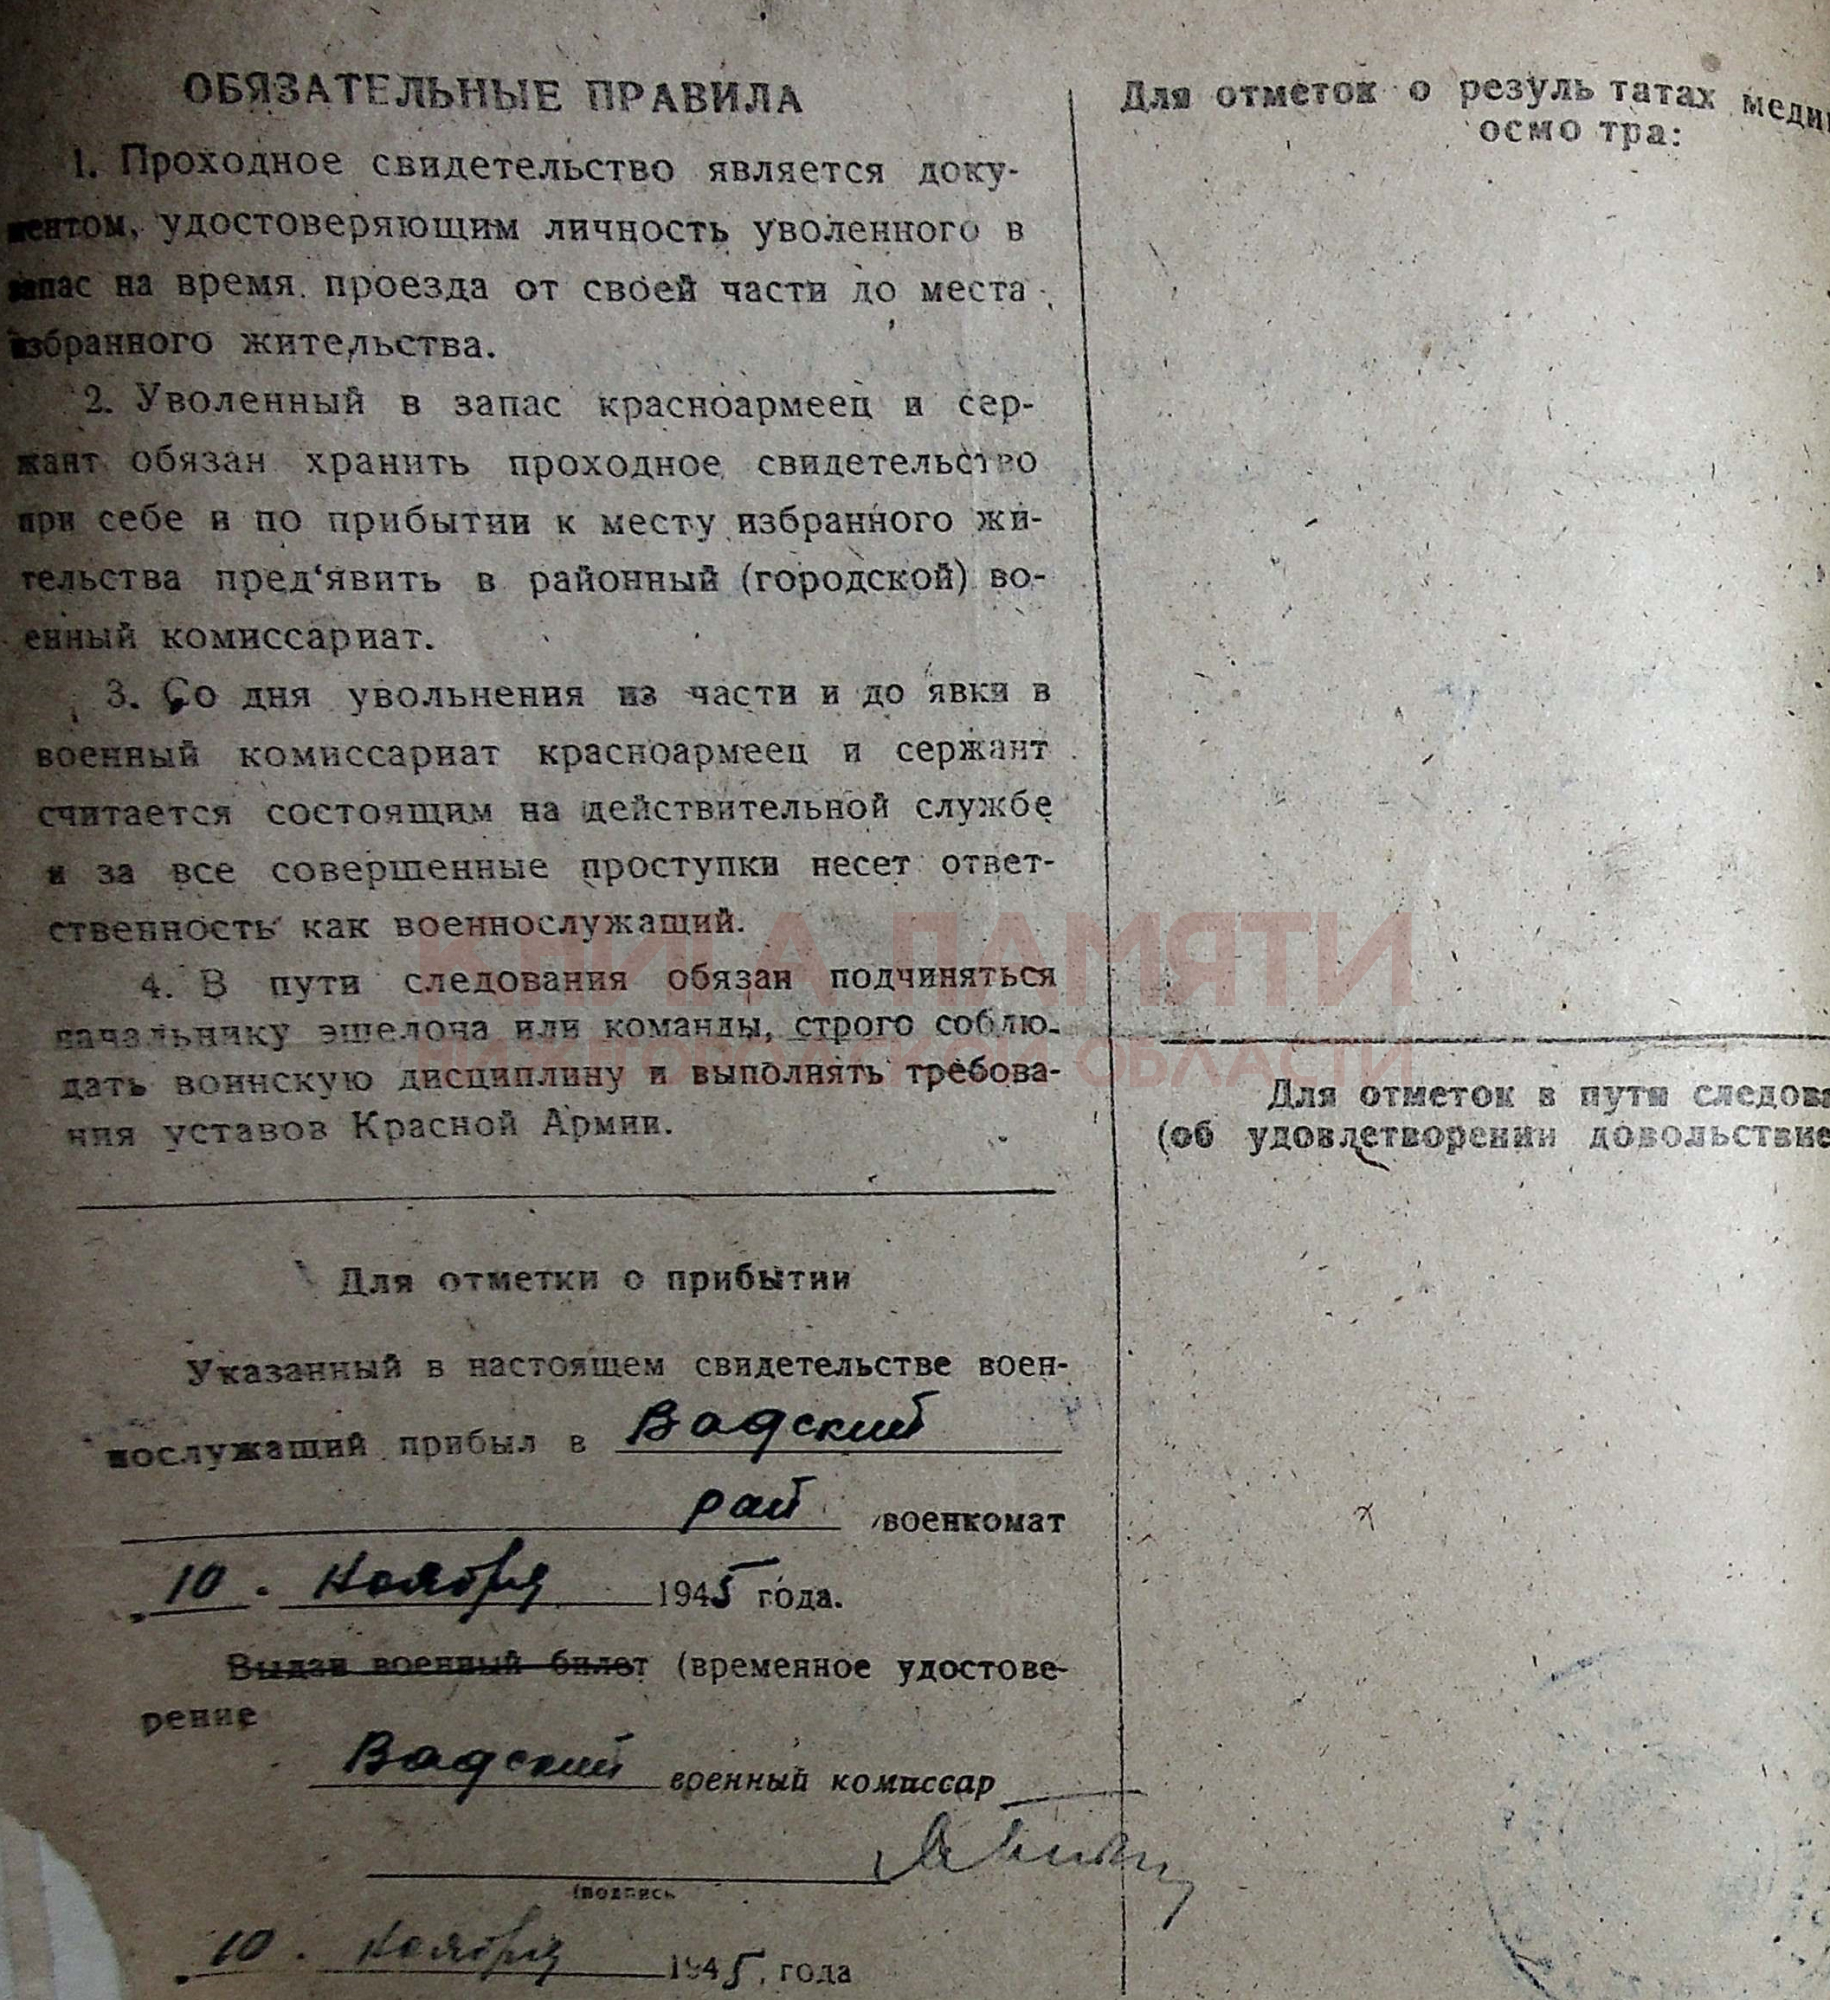 ОБЯЗАТЕЛЬНЫЕ ПРАВИЛА
1. Проходное свидетельство является доку-
ментом, удостоверяющим личность уволенного в
запас на время проезда от своей части до места
избранного жительства.
2. Уволенный в запас красноармеец и сер-
жант обязан хранить проходное свидетельство
при себе и по прибытии к месту избранного жи-
тельства пред‘явить в районный (городской) во-
енный комиссариат.
3. Со дня увольнения из части и до явки в
военный комиссариат красноармеец и сержант
считается состоящим на действительной службе
и за все совершенные проступки несет ответ-
ственность как военнослужащий.
4. В пути следования обязан подчиняться
начальнику эшелона или команды, строго соблю-
дать воинскую дисциплину и выполнять требова-
ния уставов Красной Армии.
Для отметки о прибытии
Указанный в настоящем свидетельстве воен-
нослужащий прибыл в Вадский
рай военкомат
10. Ноября 1945 года.
Выдан военный билет (временное удостове-
рение
Вадский военный комиссар
(подпись
10. Ноября 1945, года
Для отметок о результатах меди
осмотра:
Для отметок в пути следова
(об удовлетворении довольствие
КНИГА ПАМЯТИ
НИЖЕГОРОДСКОЙ ОБЛАСТИ